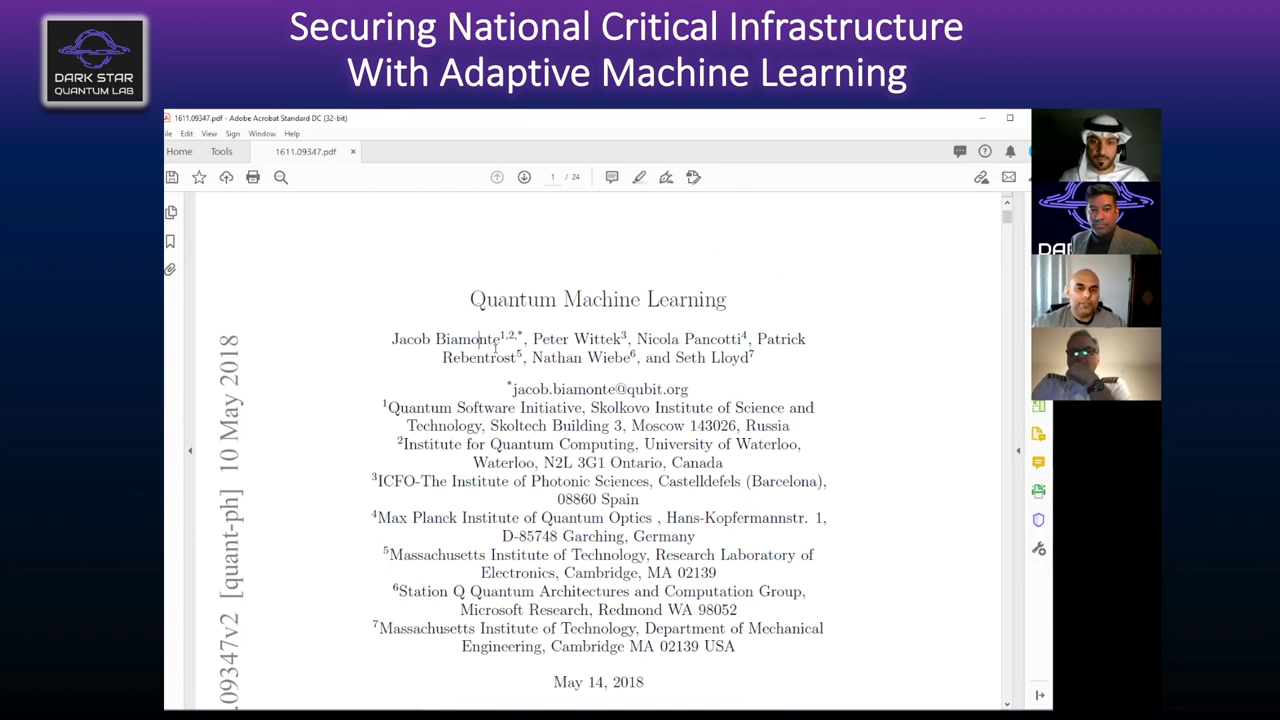 Securing National Critical Infrastructure
With Adaptive Machine Learning
DARK STAR
QUANTUM LAB
1611.09347.pdf - Adobe Acrobat Standard DC (32-bit)
Edit View Sign Window Help
Home Tools 1611.09347.pdf ×
1 / 24
Quantum Machine Learning
Jacob Biamonte1,2,*, Peter Wittek3, Nicola Pancotti4, Patrick
Rebentrost5, Nathan Wiebe6, and Seth Lloyd7
*jacob.biamonte@qubit.org
1Quantum Software Initiative, Skolkovo Institute of Science and
Technology, Skoltech Building 3, Moscow 143026, Russia
2Institute for Quantum Computing, University of Waterloo,
Waterloo, N2L 3G1 Ontario, Canada
3ICFO-The Institute of Photonic Sciences, Castelldefels (Barcelona),
08860 Spain
4Max Planck Institute of Quantum Optics , Hans-Kopfermannstr. 1,
D-85748 Garching, Germany
5Massachusetts Institute of Technology, Research Laboratory of
Electronics, Cambridge, MA 02139
6Station Q Quantum Architectures and Computation Group,
Microsoft Research, Redmond WA 98052
7Massachusetts Institute of Technology, Department of Mechanical
Engineering, Cambridge MA 02139 USA
May 14, 2018
.09347v2 [quant-ph] 10 May 2018